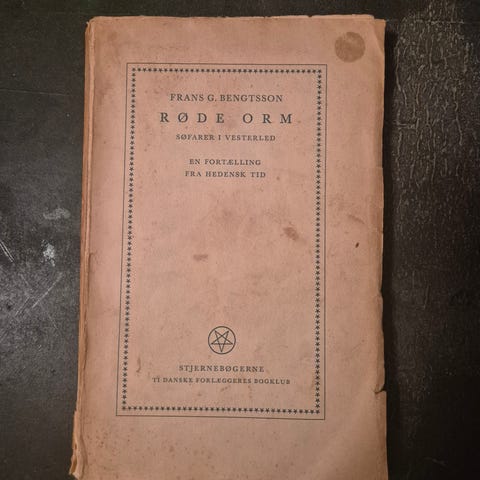 FRANS G. BENGTSSON
RØDE ORM
SØFARER I VESTERLED
EN FORTÆLLING
FRA HEDENSK TID
STJERNEBØGERNE
TI DANSKE FORLÆGGERES BOGKLUB